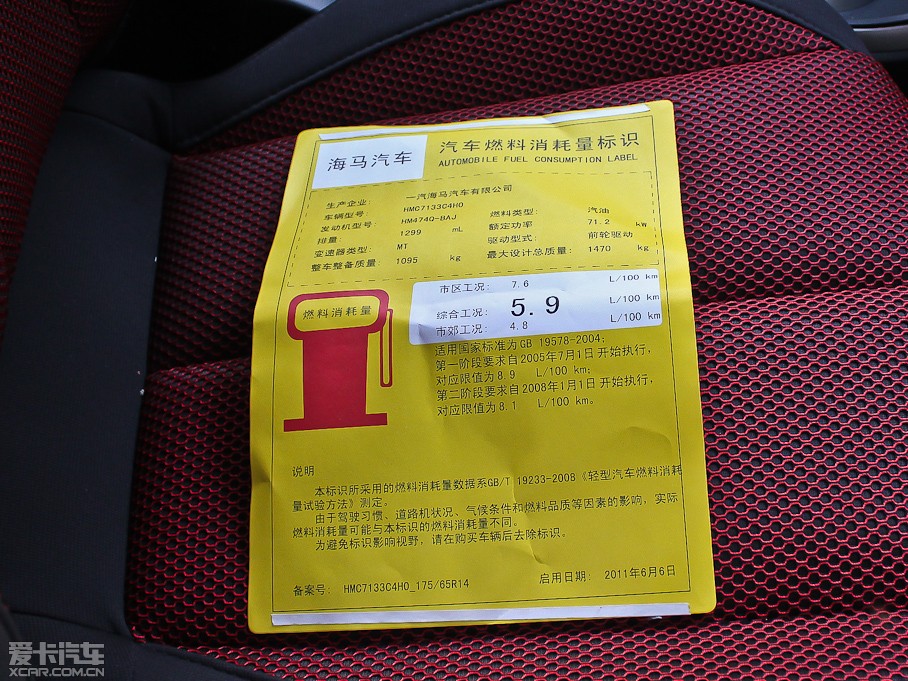 海马汽车
汽车燃料消耗量标识
AUTOMOBILE FUEL CONSUMPTION LABEL
生产企业: 一汽海马汽车有限公司
车辆型号: HMC7133C4H0
发动机型号: HM474Q-8AJ 燃料类型: 汽油
排量: 1299 mL 额定功率 71.2 kW
变速器类型: MT 驱动型式: 前轮驱动
整车整备质量: 1095 kg 最大设计总质量: 1470 kg
市区工况: 7.6 L/100 km
综合工况: 5.9 L/100 km
市郊工况: 4.8 L/100 km
燃料消耗量
适用国家标准为GB 19578-2004;
第一阶段要求自2005年7月1日开始执行,
对应限值为8.9 L/100 km;
第二阶段要求自2008年1月1日开始执行,
对应限值为8.1 L/100 km。
说明
本标识所采用的燃料消耗量数据系GB/T 19233-2008《轻型汽车燃料消耗
量试验方法》测定。
由于驾驶习惯、道路机状况、气候条件和燃料品质等因素的影响, 实际
燃料消耗量可能与本标识的燃料消耗量不同。
为避免标识影响视野, 请在购买车辆后去除标识。
备案号: HMC7133C4H0_175/65R14 启用日期: 2011年6月6日
爱卡汽车
XCAR.COM.CN